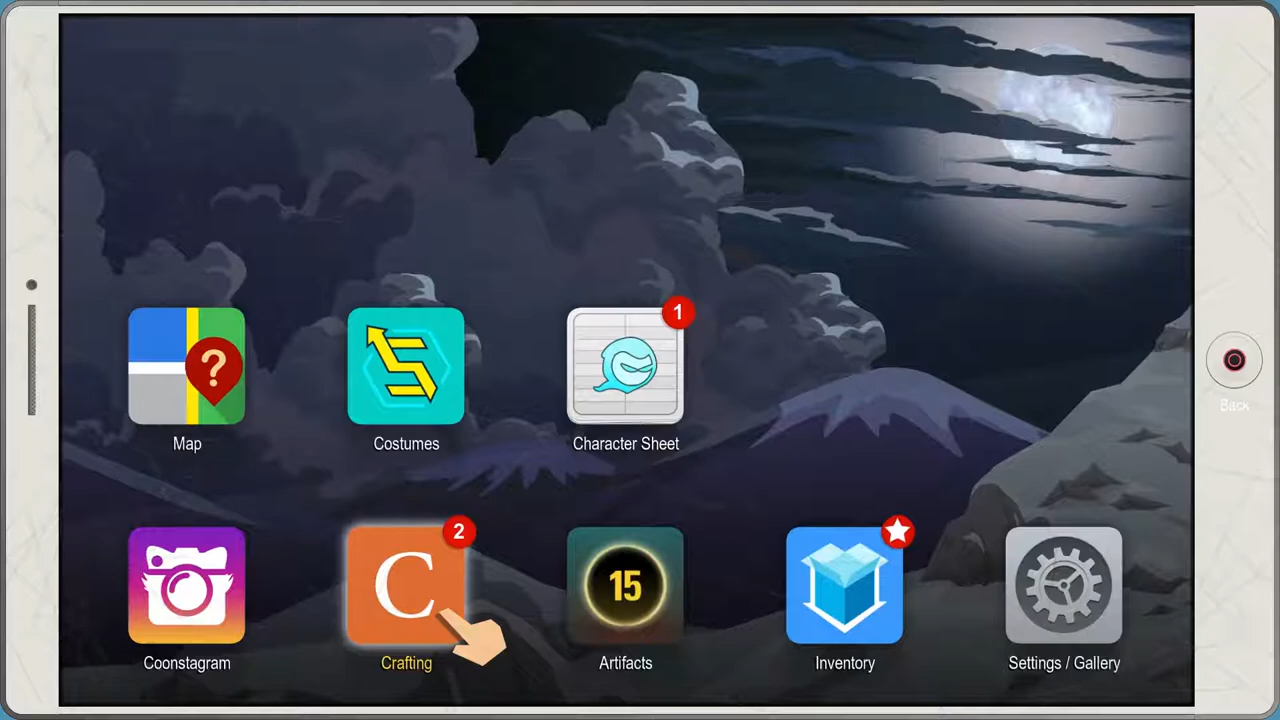 1
?
Map
Costumes
Character Sheet
2
C
15
Coonstagram
Crafting
Artifacts
Inventory
Settings / Gallery
Back